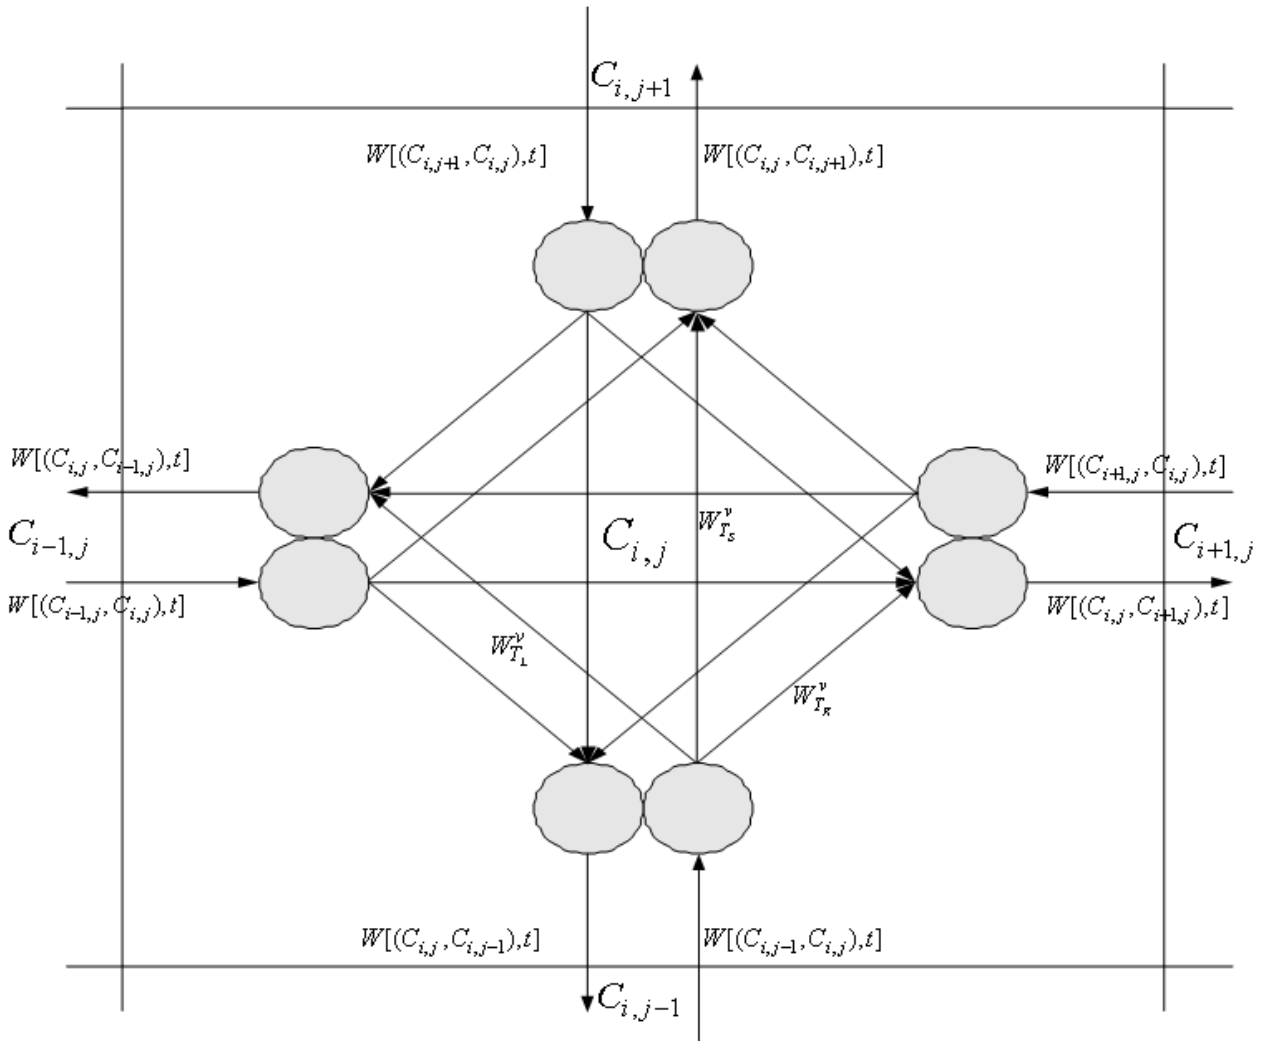 C_{i,j+1}
W[(C_{i,j+1},C_{i,j}),t]
W[(C_{i,j},C_{i,j+1}),t]
W[(C_{i,j},C_{i-1,j}),t]
W[(C_{i+1,j},C_{i,j}),t]
W^v_{T_S}
C_{i-1,j}
C_{i,j}
C_{i+1,j}
W[(C_{i-1,j},C_{i,j}),t]
W[(C_{i,j},C_{i+1,j}),t]
W^v_{T_L}
W^v_{T_R}
W[(C_{i,j},C_{i,j-1}),t]
W[(C_{i,j-1},C_{i,j}),t]
C_{i,j-1}